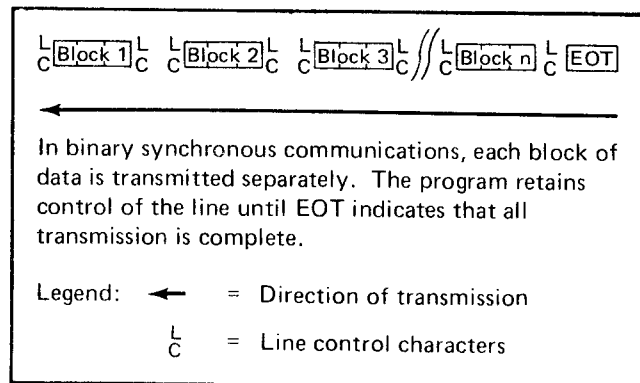 L
C Block 1 L
C L
C Block 2 L
C L
C Block 3 L
C // L
C Block n L
C EOT
In binary synchronous communications, each block of
data is transmitted separately. The program retains
control of the line until EOT indicates that all
transmission is complete.
Legend: ← = Direction of transmission
L
C = Line control characters